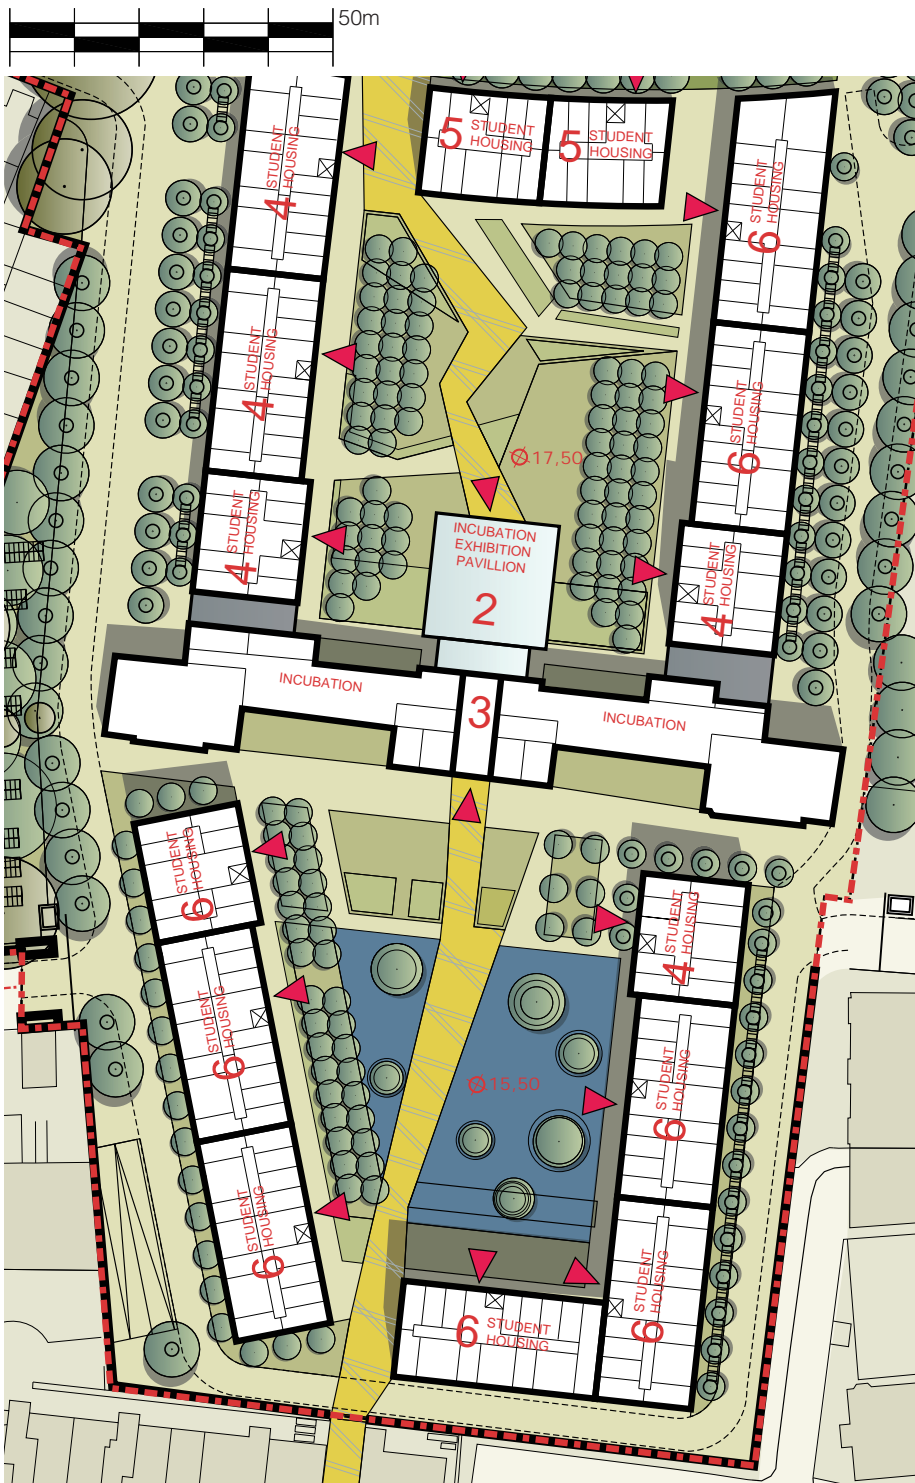 50m
STUDENT
HOUSING
5
STUDENT
HOUSING
5
STUDENT
HOUSING
4
STUDENT
HOUSING
6
STUDENT
HOUSING
4
STUDENT
HOUSING
6
17,50
STUDENT
HOUSING
4
INCUBATION
EXHIBITION
PAVILLION
2
STUDENT
HOUSING
4
INCUBATION
3
INCUBATION
STUDENT
HOUSING
6
STUDENT
HOUSING
4
STUDENT
HOUSING
6
15,50
STUDENT
HOUSING
6
STUDENT
HOUSING
6
STUDENT
HOUSING
6
6
STUDENT
HOUSING